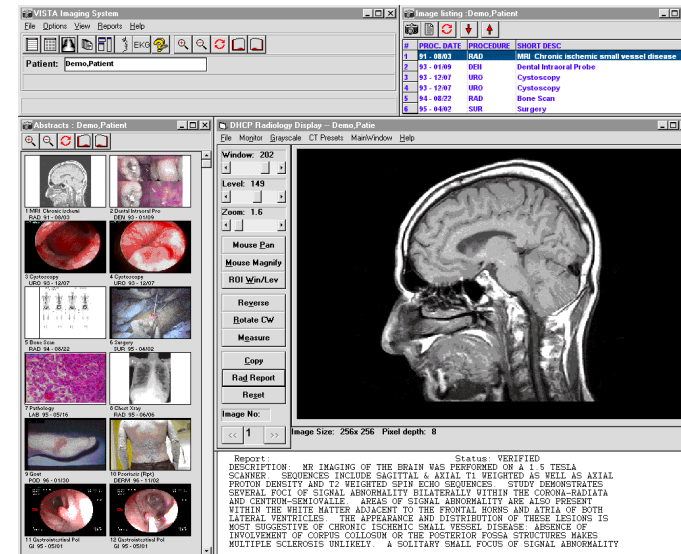 VISTA Imaging System
File Options View Reports Help
EKG
Patient: Demo,Patient
Image listing :Demo,Patient
# PROC. DATE PROCEDURE SHORT DESC
1 91 - 08/03 RAD MRI Chronic ischemic small vessel disease
2 93 - 01/09 DEN Dental Intraoral Probe
3 93 - 12/07 URO Cystoscopy
4 93 - 12/07 URO Cystoscopy
5 94 - 08/22 RAD Bone Scan
6 95 - 04/02 SUR Surgery
Abstracts : Demo,Patient
1 MRI Chronic ischemi
RAD 91 - 08/03
2 Dental Intraoral Pro
DEN 93 - 01/09
3 Cystoscopy
URO 93 - 12/07
4 Cystoscopy
URO 93 - 12/07
5 Bone Scan
RAD 94 - 08/22
6 Surgery
SUR 95 - 04/02
7 Pathology
LAB 95 - 05/16
8 Chest Xray
RAD 95 - 06/06
9 Gout
POD 96 - 01/30
10 Psoriasis (Rpt)
DERM 96 - 11/02
11 Gastrointestinal Pol
GI 95 - 05/01
12 Gastrointestinal Pol
GI 95 - 05/01
DHCP Radiology Display -- Demo,Patie
File Monitor Grayscale CT Presets MainWindow Help
Window: 202
Level: 149
Zoom: 1.6
Mouse Pan
Mouse Magnify
ROI Win/Lev
Reverse
Rotate CW
Measure
Copy
Rad Report
Reset
Image No:
<< 1 >>
Image Size: 256x 256 Pixel depth: 8
Report: Status: VERIFIED
DESCRIPTION: MR IMAGING OF THE BRAIN WAS PERFORMED ON A 1.5 TESLA
SCANNER. SEQUENCES INCLUDE SAGITTAL & AXIAL T1 WEIGHTED AS WELL AS AXIAL
PROTON DENSITY AND T2 WEIGHTED SPIN ECHO SEQUENCES. STUDY DEMONSTRATES
SEVERAL FOCI OF SIGNAL ABNORMALITY BILATERALLY WITHIN THE CORONA-RADIATA
AND CENTRUM-SEMIOVALE. AREAS OF SIGNAL ABNORMALITY ARE ALSO PRESENT
WITHIN THE WHITE MATTER ADJACENT TO THE FRONTAL HORNS AND ATRIA OF BOTH
LATERAL VENTRICLES. THE APPEARANCE AND DISTRIBUTION OF THESE LESIONS IS
MOST SUGGESTIVE OF CHRONIC ISCHEMIC SMALL VESSEL DISEASE; ABSENCE OF
INVOLVEMENT OF CORPUS COLLOSUM OR THE POSTERIOR FOSSA STRUCTURES MAKES
MULTIPLE SCLEROSIS UNLIKELY. A SOLITARY SMALL FOCUS OF SIGNAL ABNORMALITY